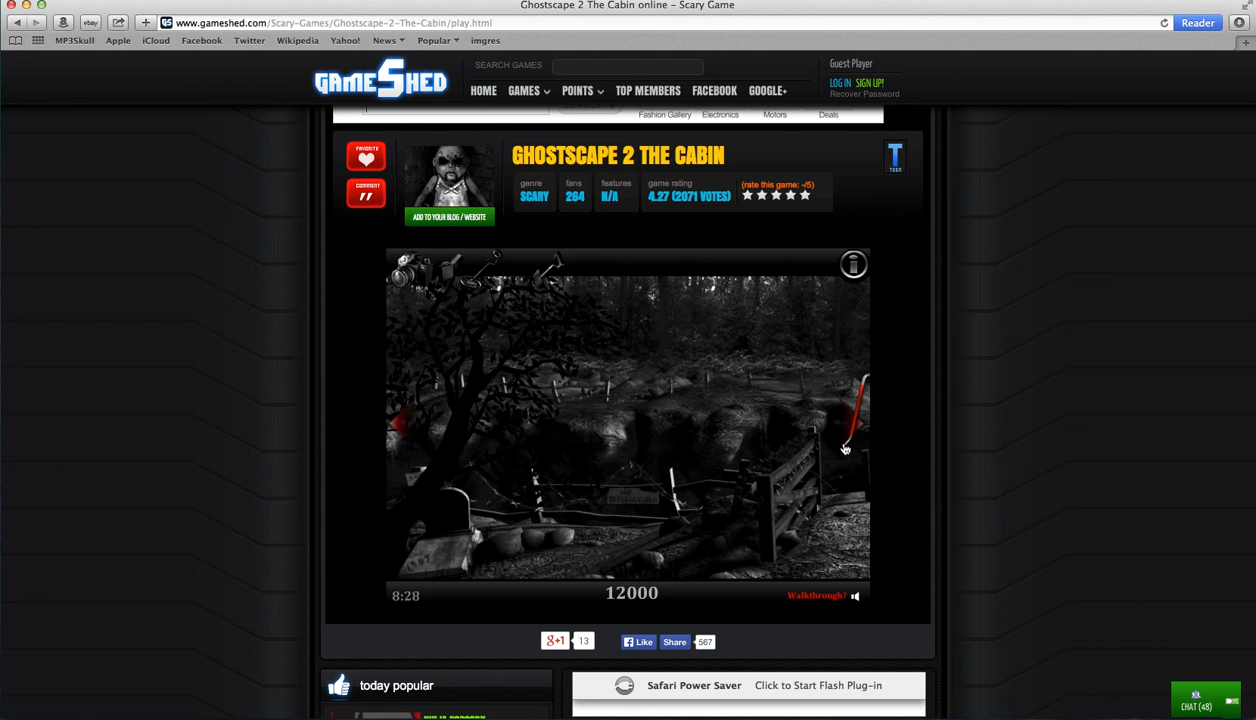 Ghostscape 2 The Cabin online – Scary Game
ebay
www.gameshed.com/Scary-Games/Ghostscape-2-The-Cabin/play.html
Reader
MP3Skull Apple iCloud Facebook Twitter Wikipedia Yahoo! News Popular imgres
GAMESHED
SEARCH GAMES
Guest Player
LOG IN SIGN UP!
Recover Password
HOME GAMES POINTS TOP MEMBERS FACEBOOK GOOGLE+
Fashion Gallery Electronics Motors Deals
FAVORITE
COMMENT
GHOSTSCAPE 2 THE CABIN
T
TEEN
genre fans features game rating (rate this game: -/5)
SCARY 264 N/A 4.27 (2071 VOTES)
ADD TO YOUR BLOG / WEBSITE
i
8:28
12000
Walkthrough?
g+1 13 Like Share 567
today popular
Safari Power Saver Click to Start Flash Plug-in
CHAT (48)